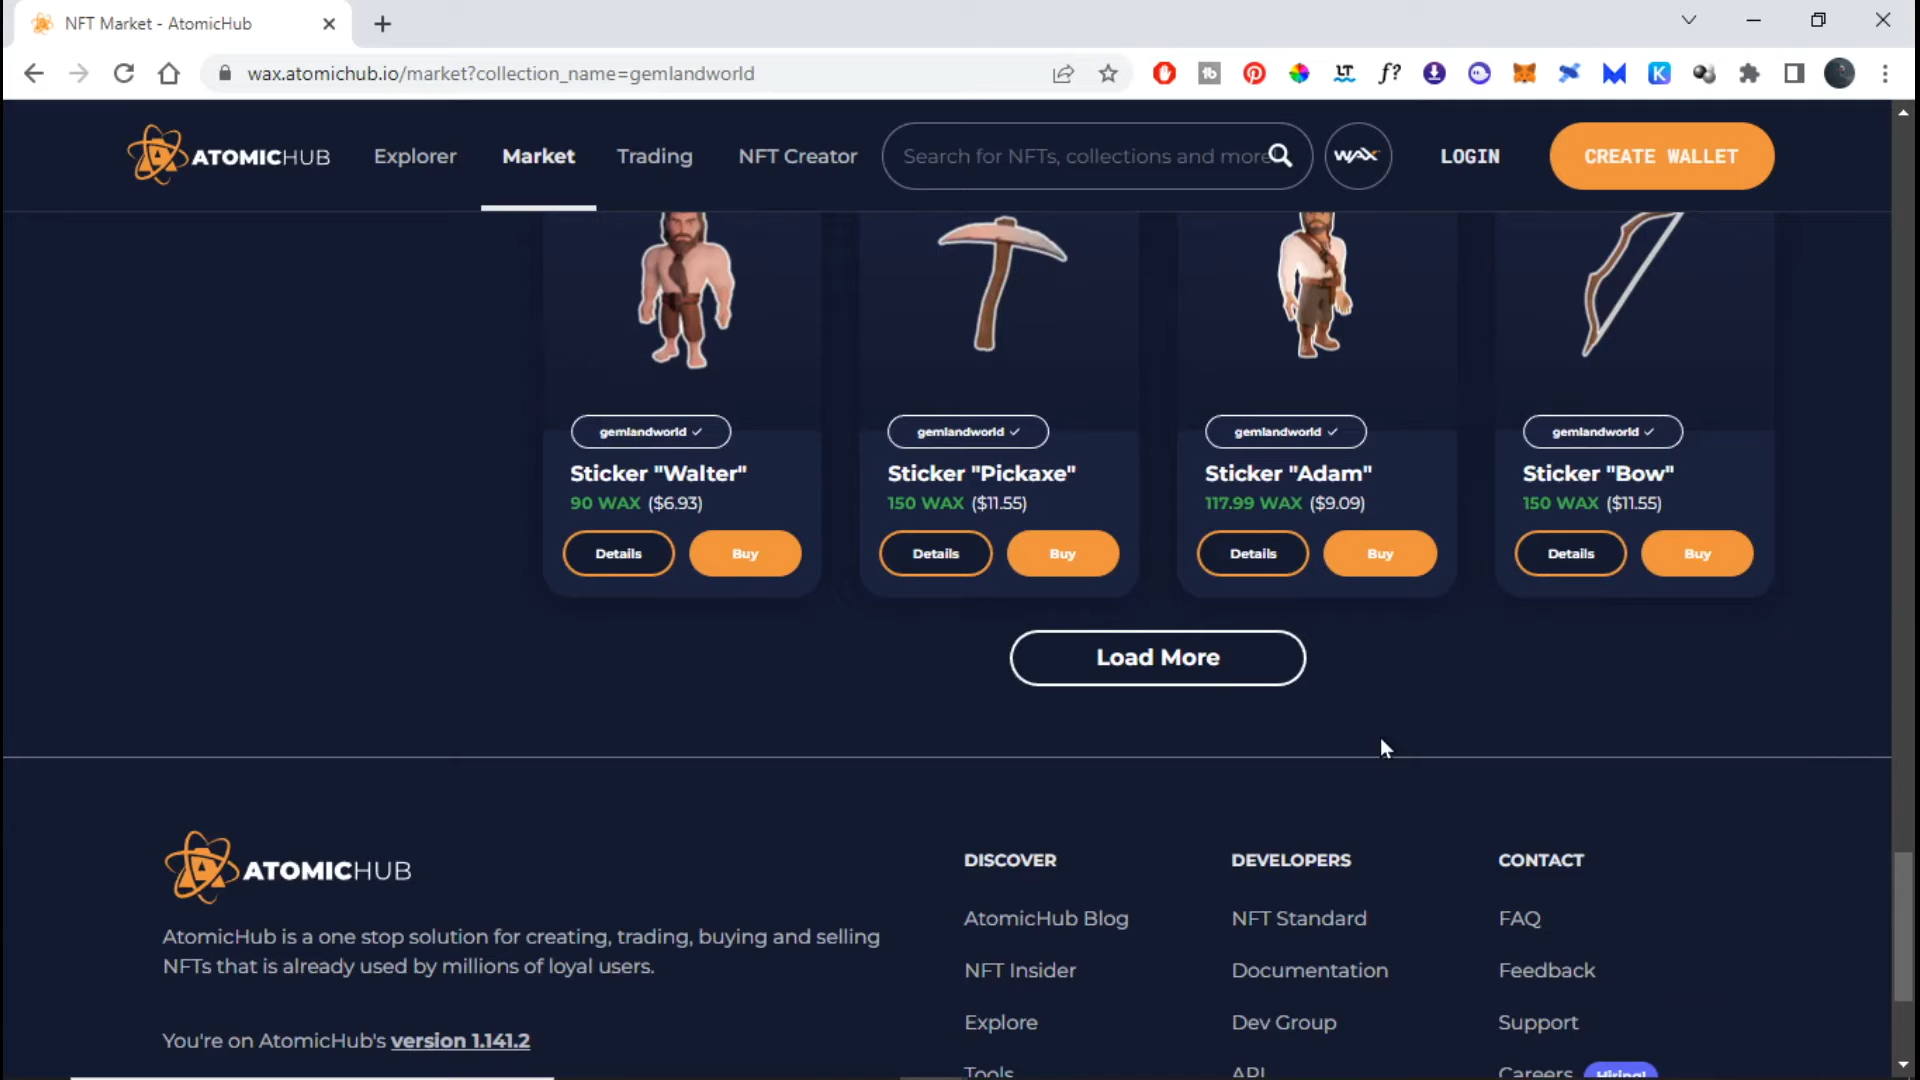 NFT Market - AtomicHub
wax.atomichub.io/market?collection_name=gemlandworld
ATOMICHUB
Explorer
Market
Trading
NFT Creator
Search for NFTs, collections and more
WAX
LOGIN
CREATE WALLET
gemlandworld
gemlandworld
gemlandworld
gemlandworld
Sticker "Walter"
Sticker "Pickaxe"
Sticker "Adam"
Sticker "Bow"
90 WAX ($6.93)
150 WAX ($11.55)
117.99 WAX ($9.09)
150 WAX ($11.55)
Details
Buy
Details
Buy
Details
Buy
Details
Buy
Load More
ATOMICHUB
AtomicHub is a one stop solution for creating, trading, buying and selling
NFTs that is already used by millions of loyal users.
You're on AtomicHub's version 1.141.2
DISCOVER
AtomicHub Blog
NFT Insider
Explore
Tools
DEVELOPERS
NFT Standard
Documentation
Dev Group
API
CONTACT
FAQ
Feedback
Support
Careers
Hiring!